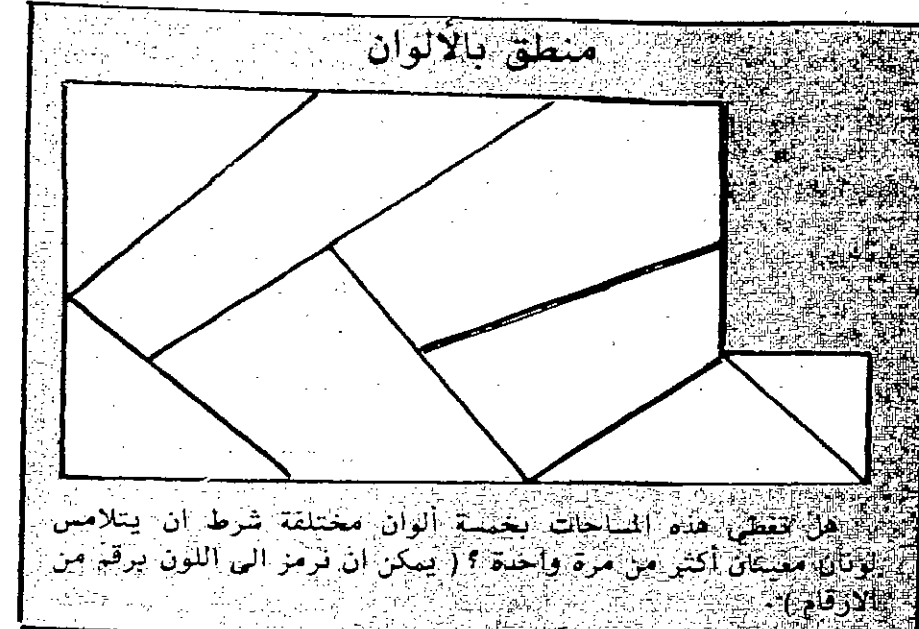 منطق بالألوان
هل تغطى هذه المساحات بخمسة ألوان مختلفة شرط ان يتلامس
لونان معينان أكثر من مرة واحدة ؟ ( يمكن ان نرمز الى اللون برقم من
الارقام ) .